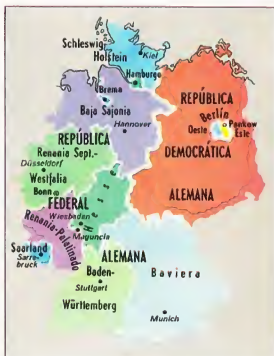 Schleswig
Holstein
Kiel
Hamburgo
Brema
Baja Sajonia
Hannover
REPÚBLICA
Berlín
Oeste
Pankow
Este
REPÚBLICA
DEMOCRÁTICA
ALEMANA
Renania Sept.-
Düsseldorf
Westfalia
Bonn
FEDERAL
Hesse
Wiesbaden
Maguncia
Renania-Palatinado
Saarland
Sarre-
bruck
ALEMANA
Baden-
Stuttgart
Württemberg
Baviera
Munich